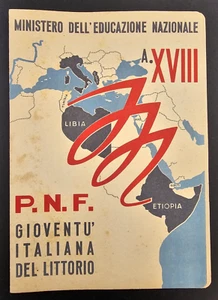 MINISTERO DELL'EDUCAZIONE NAZIONALE
A. XVIII
LIBIA
ETIOPIA
P.N.F.
GIOVENTU'
ITALIANA
DEL LITTORIO